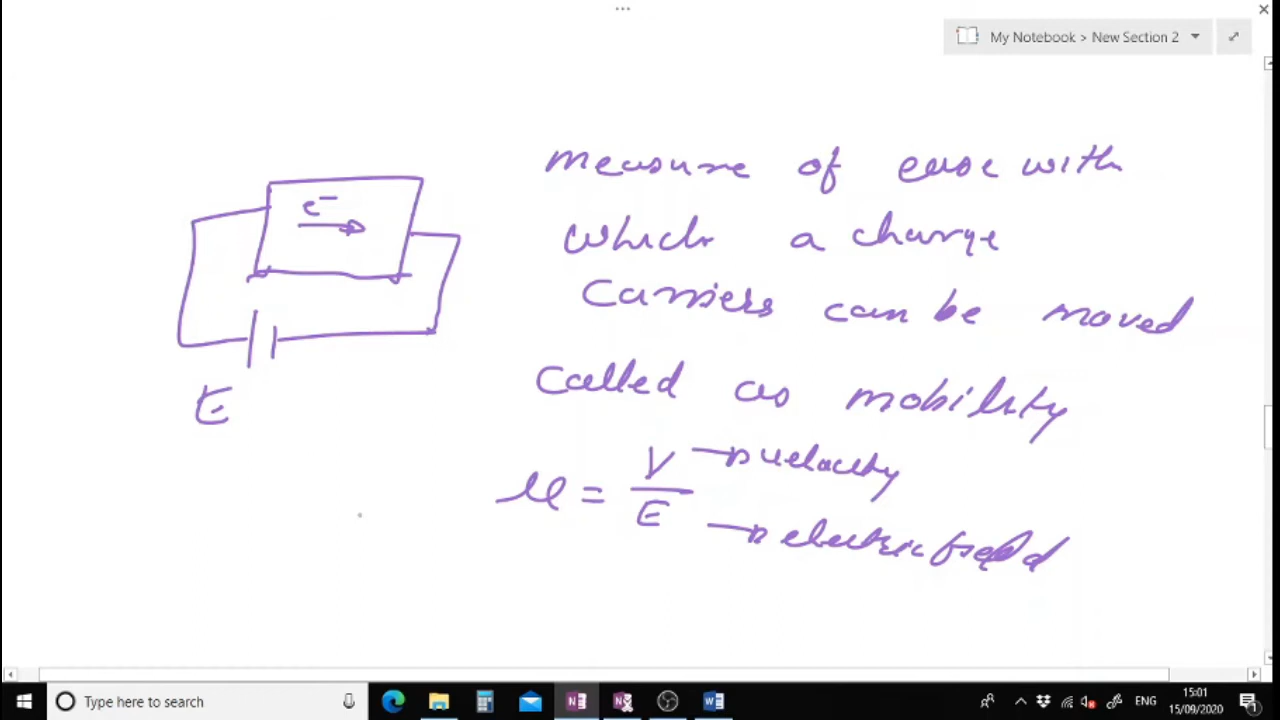 ...
My Notebook > New Section 2
e⁻
E
measure of ease with
which a charge
carriers can be moved
called as mobility
μ = V/E
→ velocity
→ electric field
Type here to search
ENG
15:01
15/09/2020
1